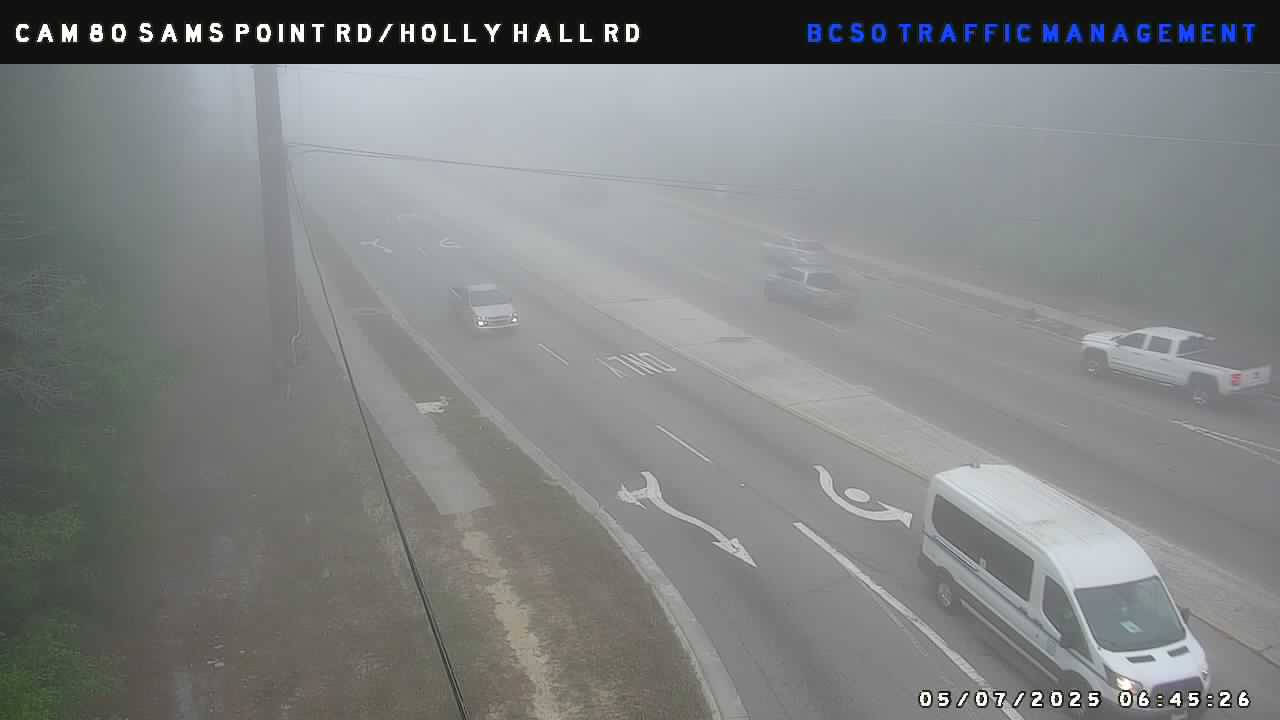 CAM 80 SAMS POINT RD/HOLLY HALL RD
BCSO TRAFFIC MANAGEMENT
ONLY
05/07/2025 06:45:26